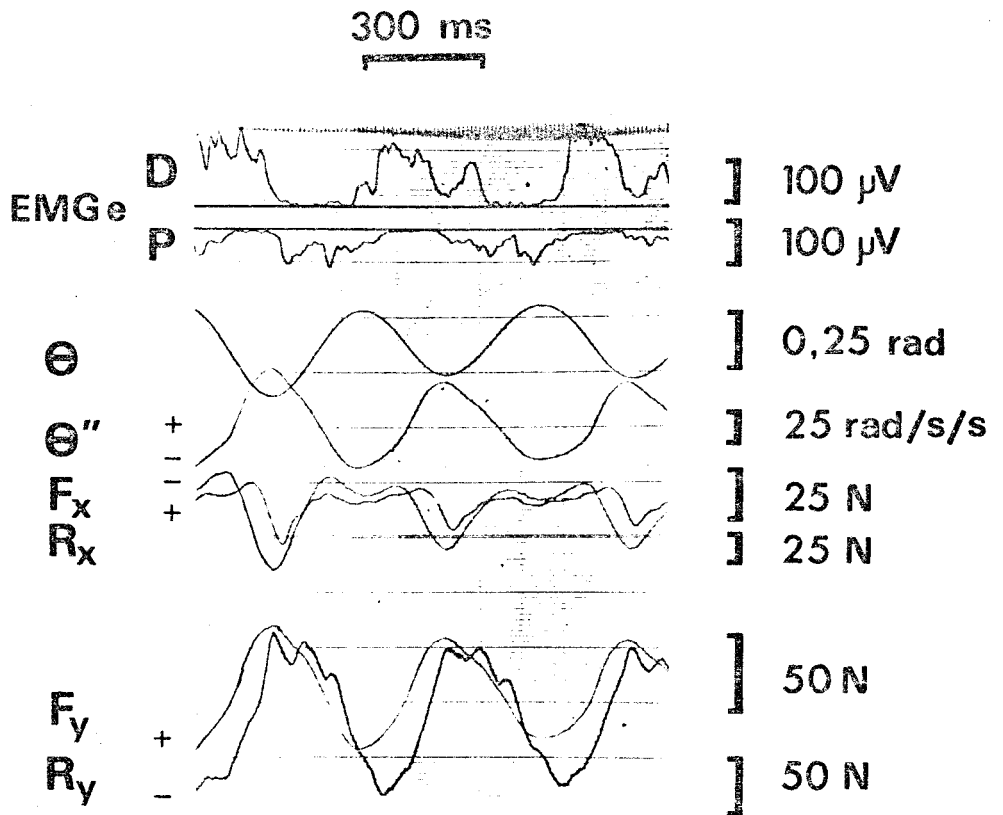 300 ms
D
EMGe
100 µV
P
100 µV
Θ
0,25 rad
Θ"
+
−
25 rad/s/s
Fx
−
+
25 N
Rx
25 N
Fy
+
50 N
Ry
−
50 N